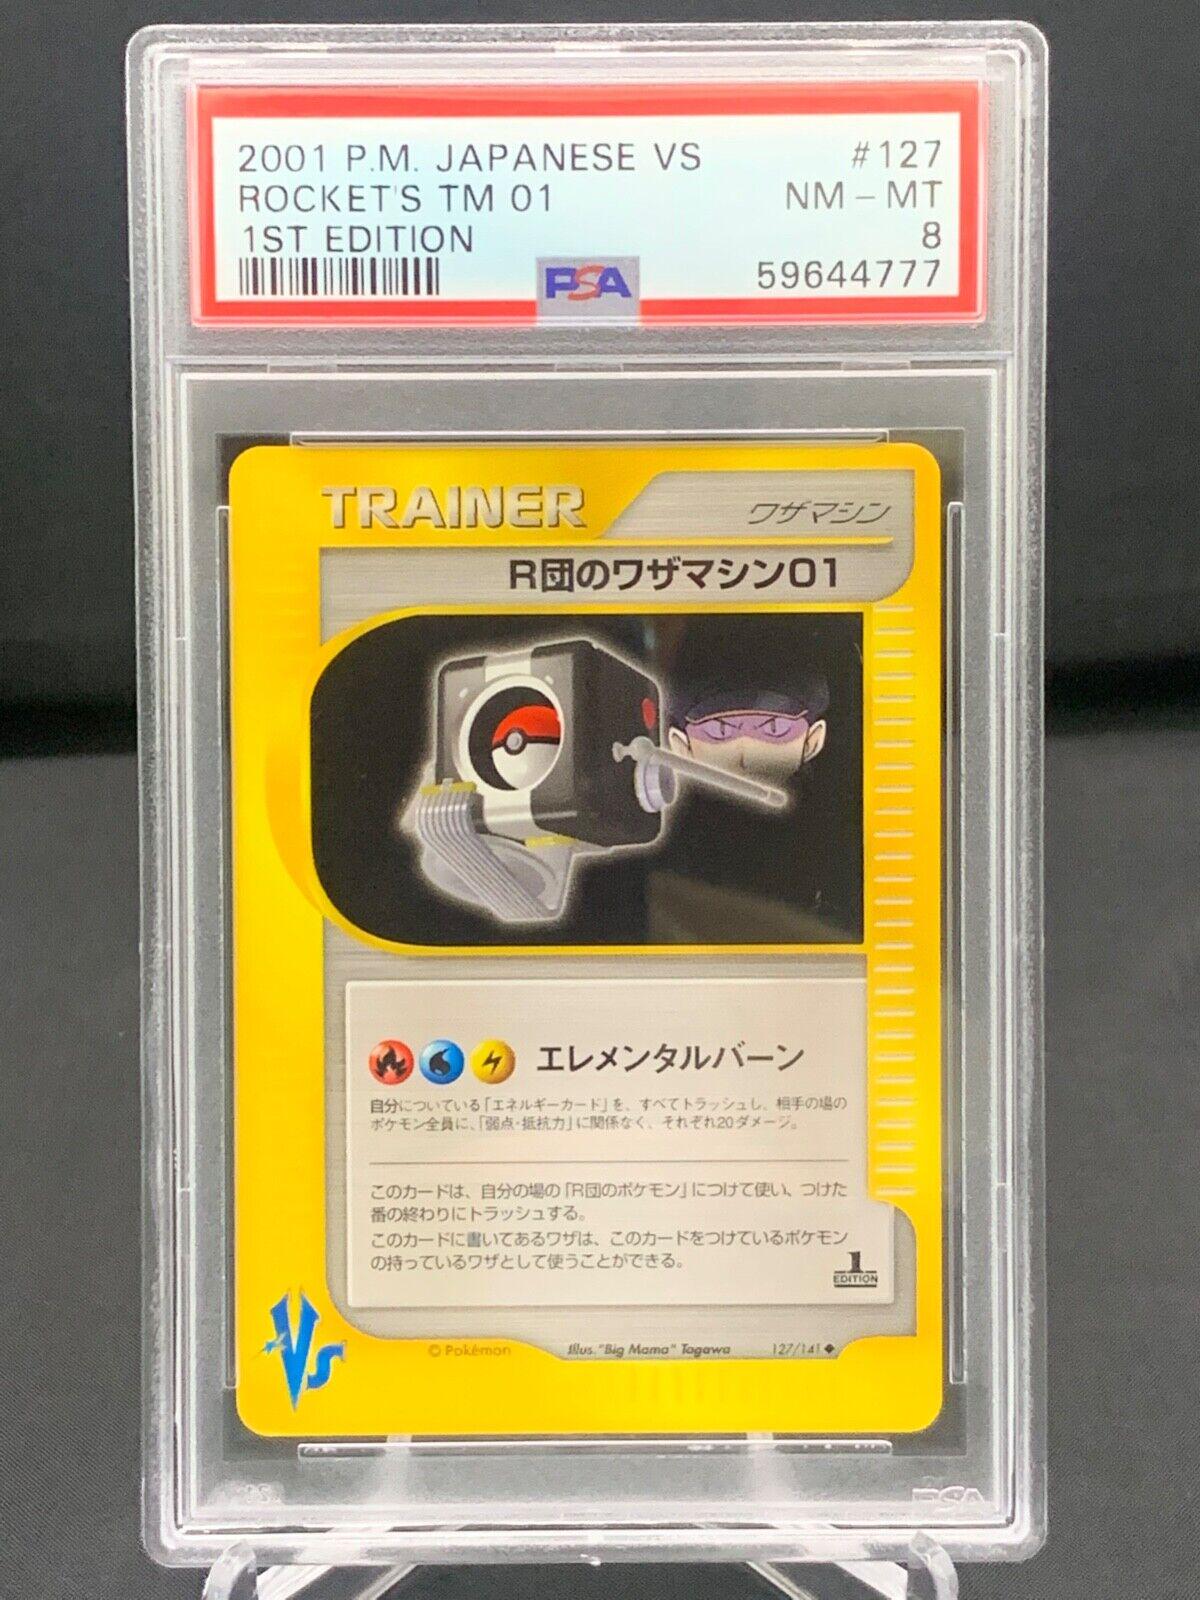 2001 P.M. JAPANESE VS #127
ROCKET'S TM 01 NM - MT
1ST EDITION 8
PSA 59644777
TRAINER ワザマシン
R団のワザマシン01
エレメンタルバーン
自分についている「エネルギーカード」を、すべてトラッシュし、相手の場の
ポケモン全員に、「弱点・抵抗力」に関係なく、それぞれ20ダメージ。
このカードは、自分の場の「R団のポケモン」につけて使い、つけた
番の終わりにトラッシュする。
このカードに書いてあるワザは、このカードをつけているポケモン
の持っているワザとして使うことができる。
1
EDITION
VS
© Pokémon Illus. "Big Mama" Tagawa 127/141 ◆
PSA